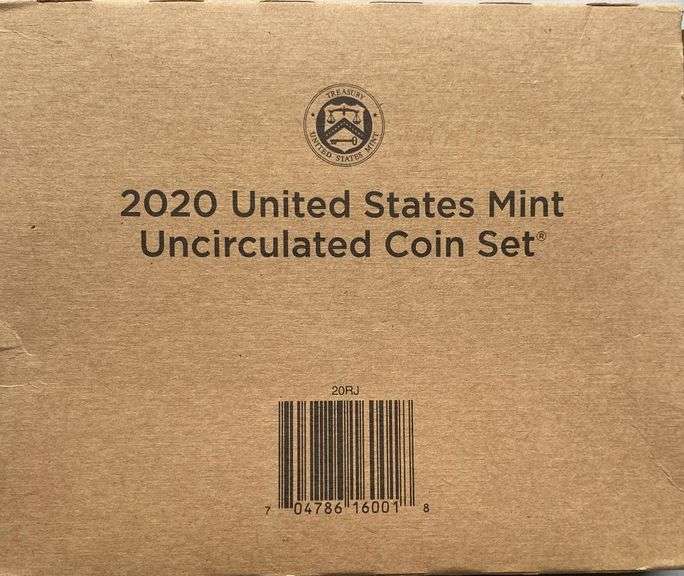 TREASURY
UNITED STATES MINT
2020 United States Mint
Uncirculated Coin Set®
20RJ
7 04786 16001 8